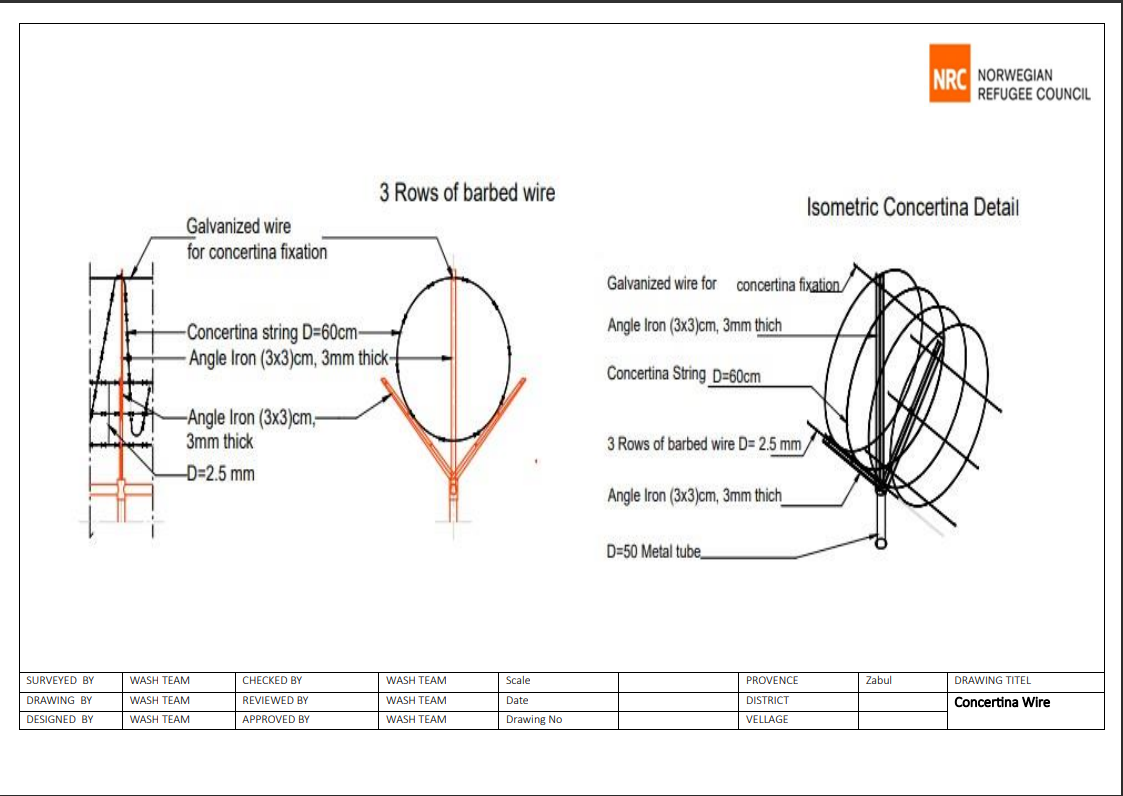 NRC
NORWEGIAN
REFUGEE COUNCIL
3 Rows of barbed wire
Galvanized wire
for concertina fixation
Concertina string D=60cm
Angle Iron (3x3)cm, 3mm thick
Angle Iron (3x3)cm,
3mm thick
D=2.5 mm
Isometric Concertina Detail
Galvanized wire for concertina fixation
Angle Iron (3x3)cm, 3mm thich
Concertina String D=60cm
3 Rows of barbed wire D= 2.5 mm
Angle Iron (3x3)cm, 3mm thich
D=50 Metal tube
SURVEYED BY WASH TEAM CHECKED BY WASH TEAM Scale PROVENCE Zabul DRAWING TITEL
DRAWING BY WASH TEAM REVIEWED BY WASH TEAM Date DISTRICT Concertina Wire
DESIGNED BY WASH TEAM APPROVED BY WASH TEAM Drawing No VELLAGE